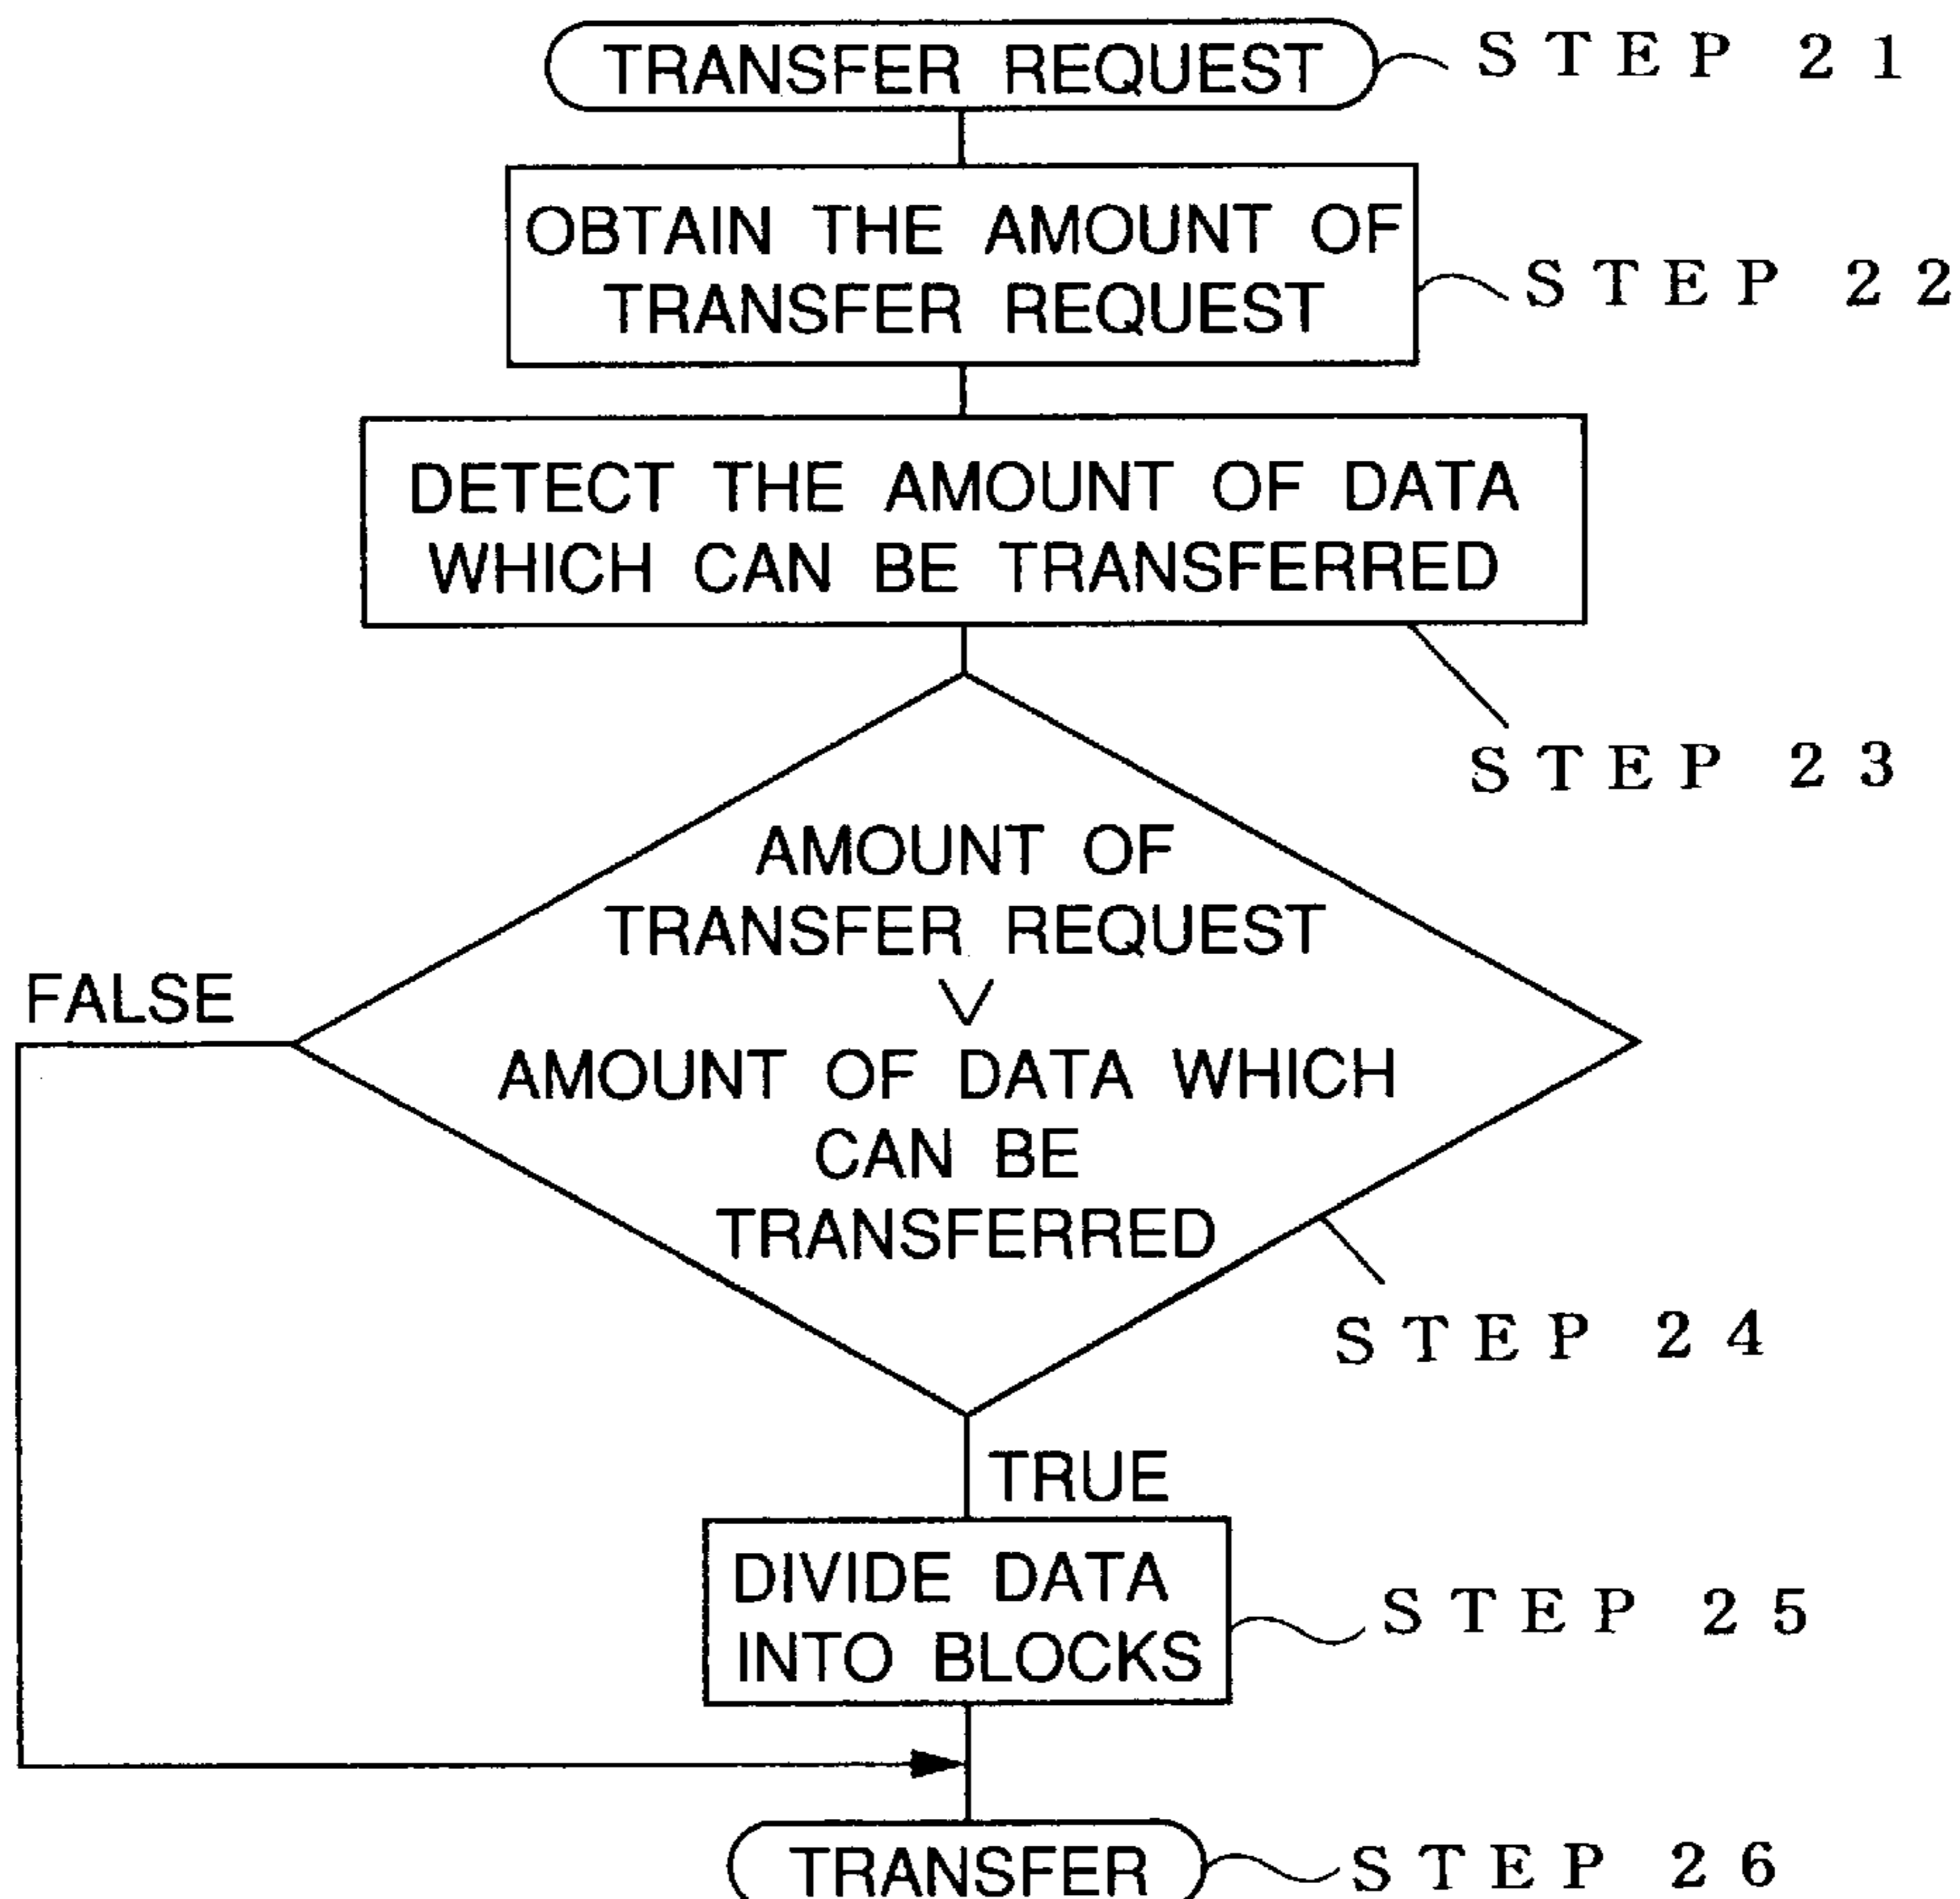 TRANSFER REQUEST
STEP 21
OBTAIN THE AMOUNT OF
TRANSFER REQUEST
STEP 22
DETECT THE AMOUNT OF DATA
WHICH CAN BE TRANSFERRED
STEP 23
AMOUNT OF
TRANSFER REQUEST
V
AMOUNT OF DATA WHICH
CAN BE
TRANSFERRED
FALSE
STEP 24
TRUE
DIVIDE DATA
INTO BLOCKS
STEP 25
TRANSFER
STEP 26